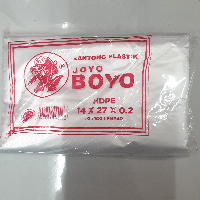 KANTONG PLASTIK
JOYO
BOYO
HDPE
14 X 27 X 0.2